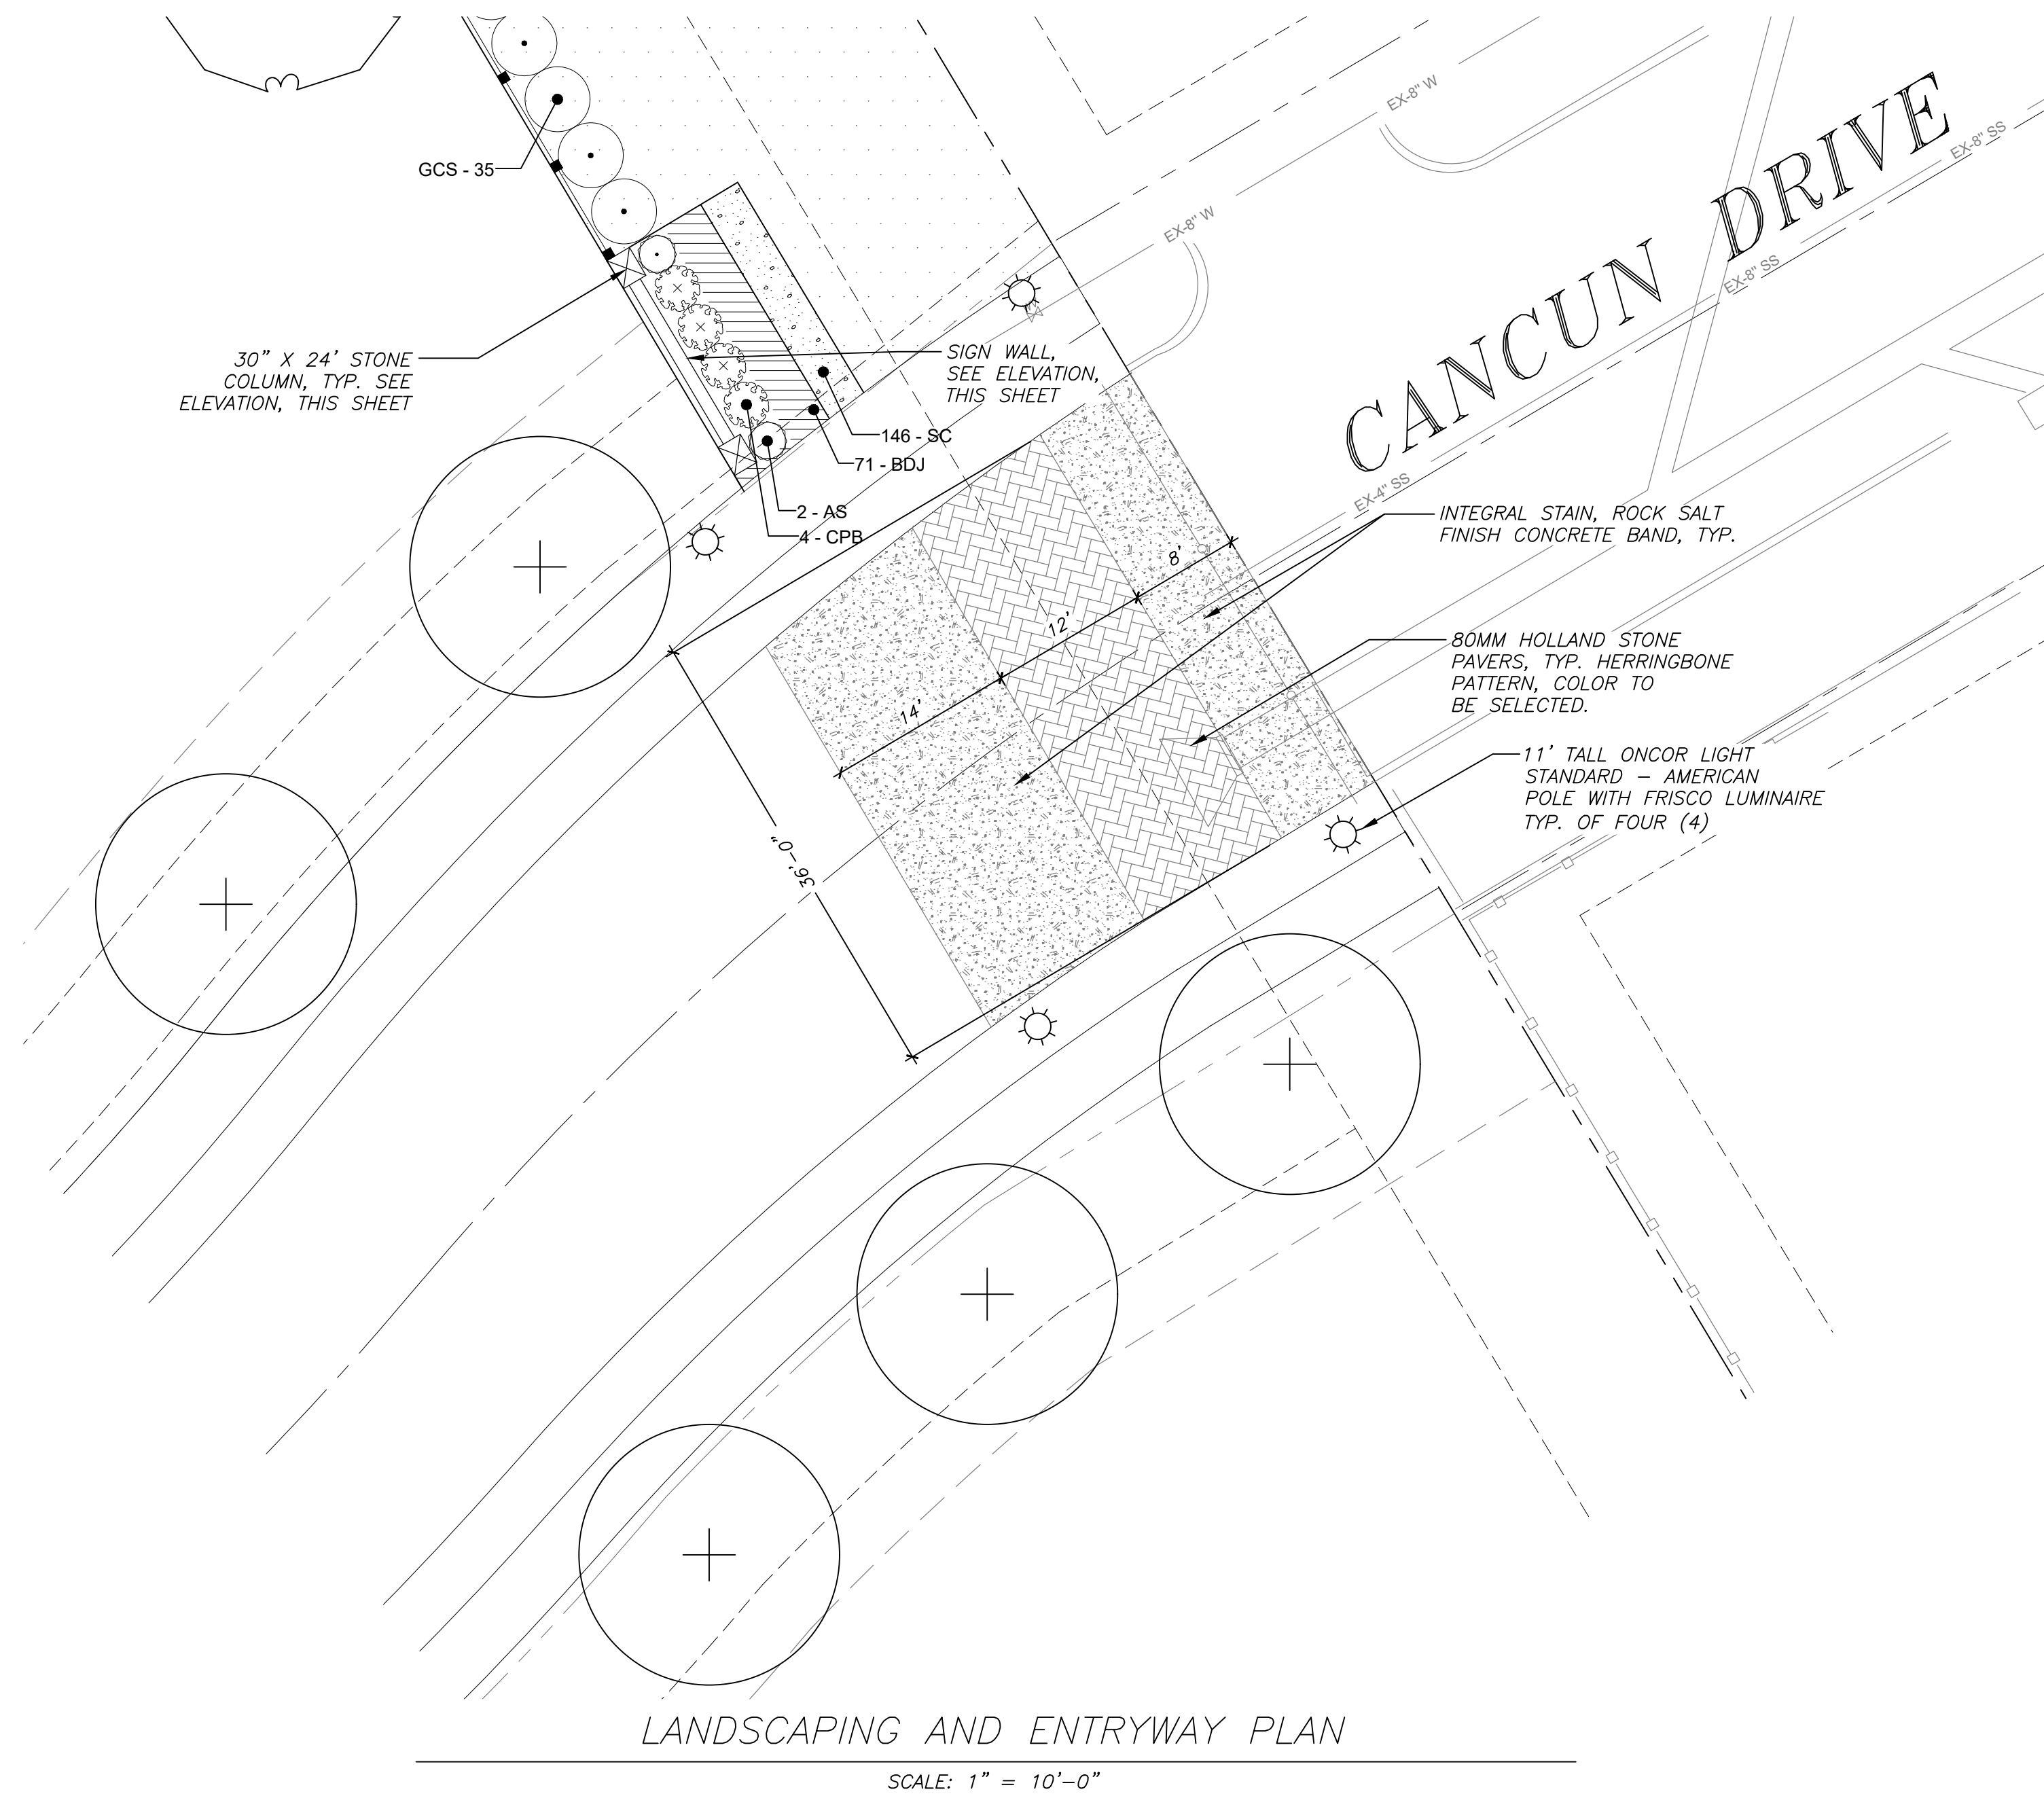 EX-8" W
CANCUN DRIVE
EX-8" SS
GCS - 35
EX-8" W
EX-8" SS
30” X 24’ STONE
COLUMN, TYP. SEE
ELEVATION, THIS SHEET
SIGN WALL,
SEE ELEVATION,
THIS SHEET
146 - SC
71 - BDJ
2 - AS
4 - CPB
EX-4" SS
INTEGRAL STAIN, ROCK SALT
FINISH CONCRETE BAND, TYP.
8’
12’
14’
80MM HOLLAND STONE
PAVERS, TYP. HERRINGBONE
PATTERN, COLOR TO
BE SELECTED.
11’ TALL ONCOR LIGHT
STANDARD – AMERICAN
POLE WITH FRISCO LUMINAIRE
TYP. OF FOUR (4)
36’–0”
LANDSCAPING AND ENTRYWAY PLAN
SCALE: 1” = 10’–0”